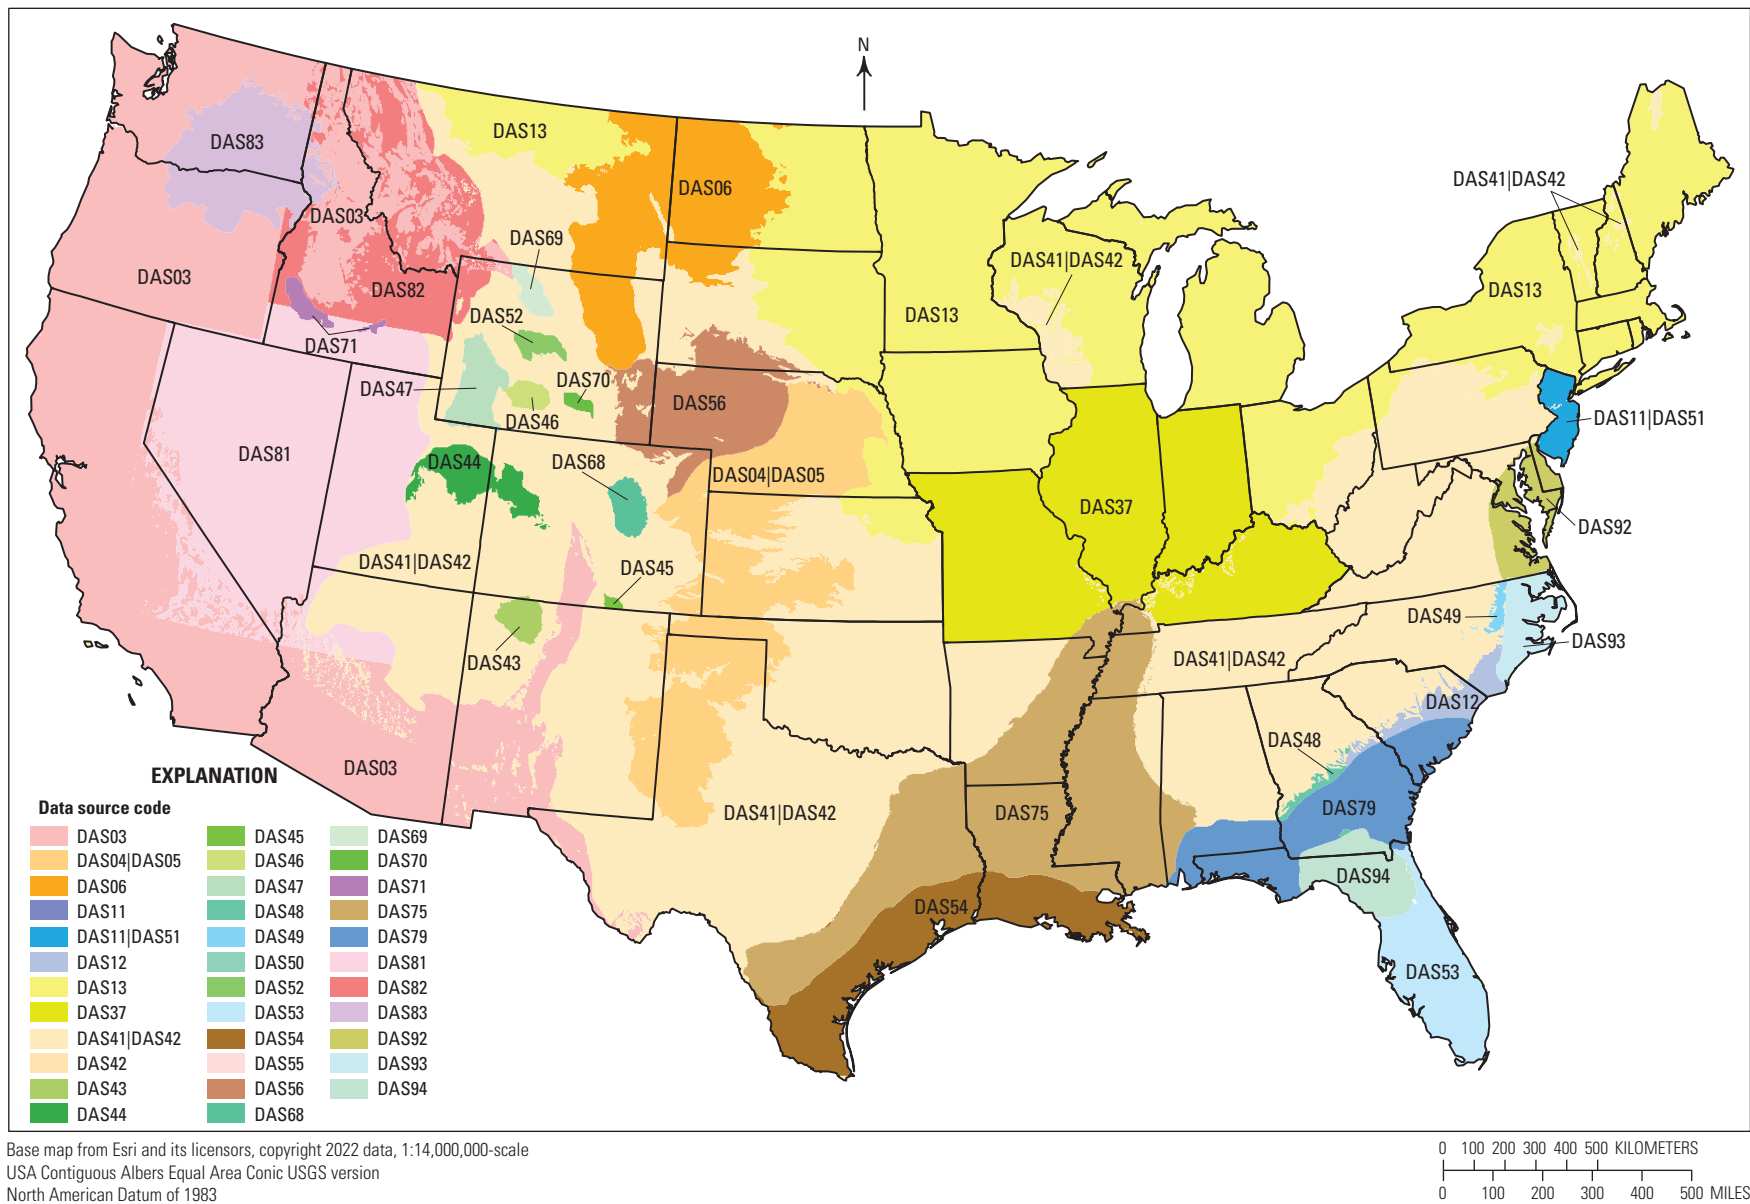 N
DAS13
DAS83
DAS06
DAS41|DAS42
DAS03
DAS69
DAS41|DAS42
DAS03
DAS82
DAS13
DAS52
DAS13
DAS71
DAS47
DAS70
DAS56
DAS46
DAS11|DAS51
DAS81
DAS44
DAS68
DAS04|DAS05
DAS37
DAS92
DAS41|DAS42
DAS45
DAS49
DAS93
DAS43
DAS41|DAS42
DAS12
DAS48
DAS03
DAS41|DAS42
DAS75
DAS79
DAS94
DAS54
DAS53
EXPLANATION
Data source code
DAS03
DAS04|DAS05
DAS06
DAS11
DAS11|DAS51
DAS12
DAS13
DAS37
DAS41|DAS42
DAS42
DAS43
DAS44
DAS45
DAS46
DAS47
DAS48
DAS49
DAS50
DAS52
DAS53
DAS54
DAS55
DAS56
DAS68
DAS69
DAS70
DAS71
DAS75
DAS79
DAS81
DAS82
DAS83
DAS92
DAS93
DAS94
Base map from Esri and its licensors, copyright 2022 data, 1:14,000,000-scale
USA Contiguous Albers Equal Area Conic USGS version
North American Datum of 1983
0 100 200 300 400 500 KILOMETERS
0 100 200 300 400 500 MILES